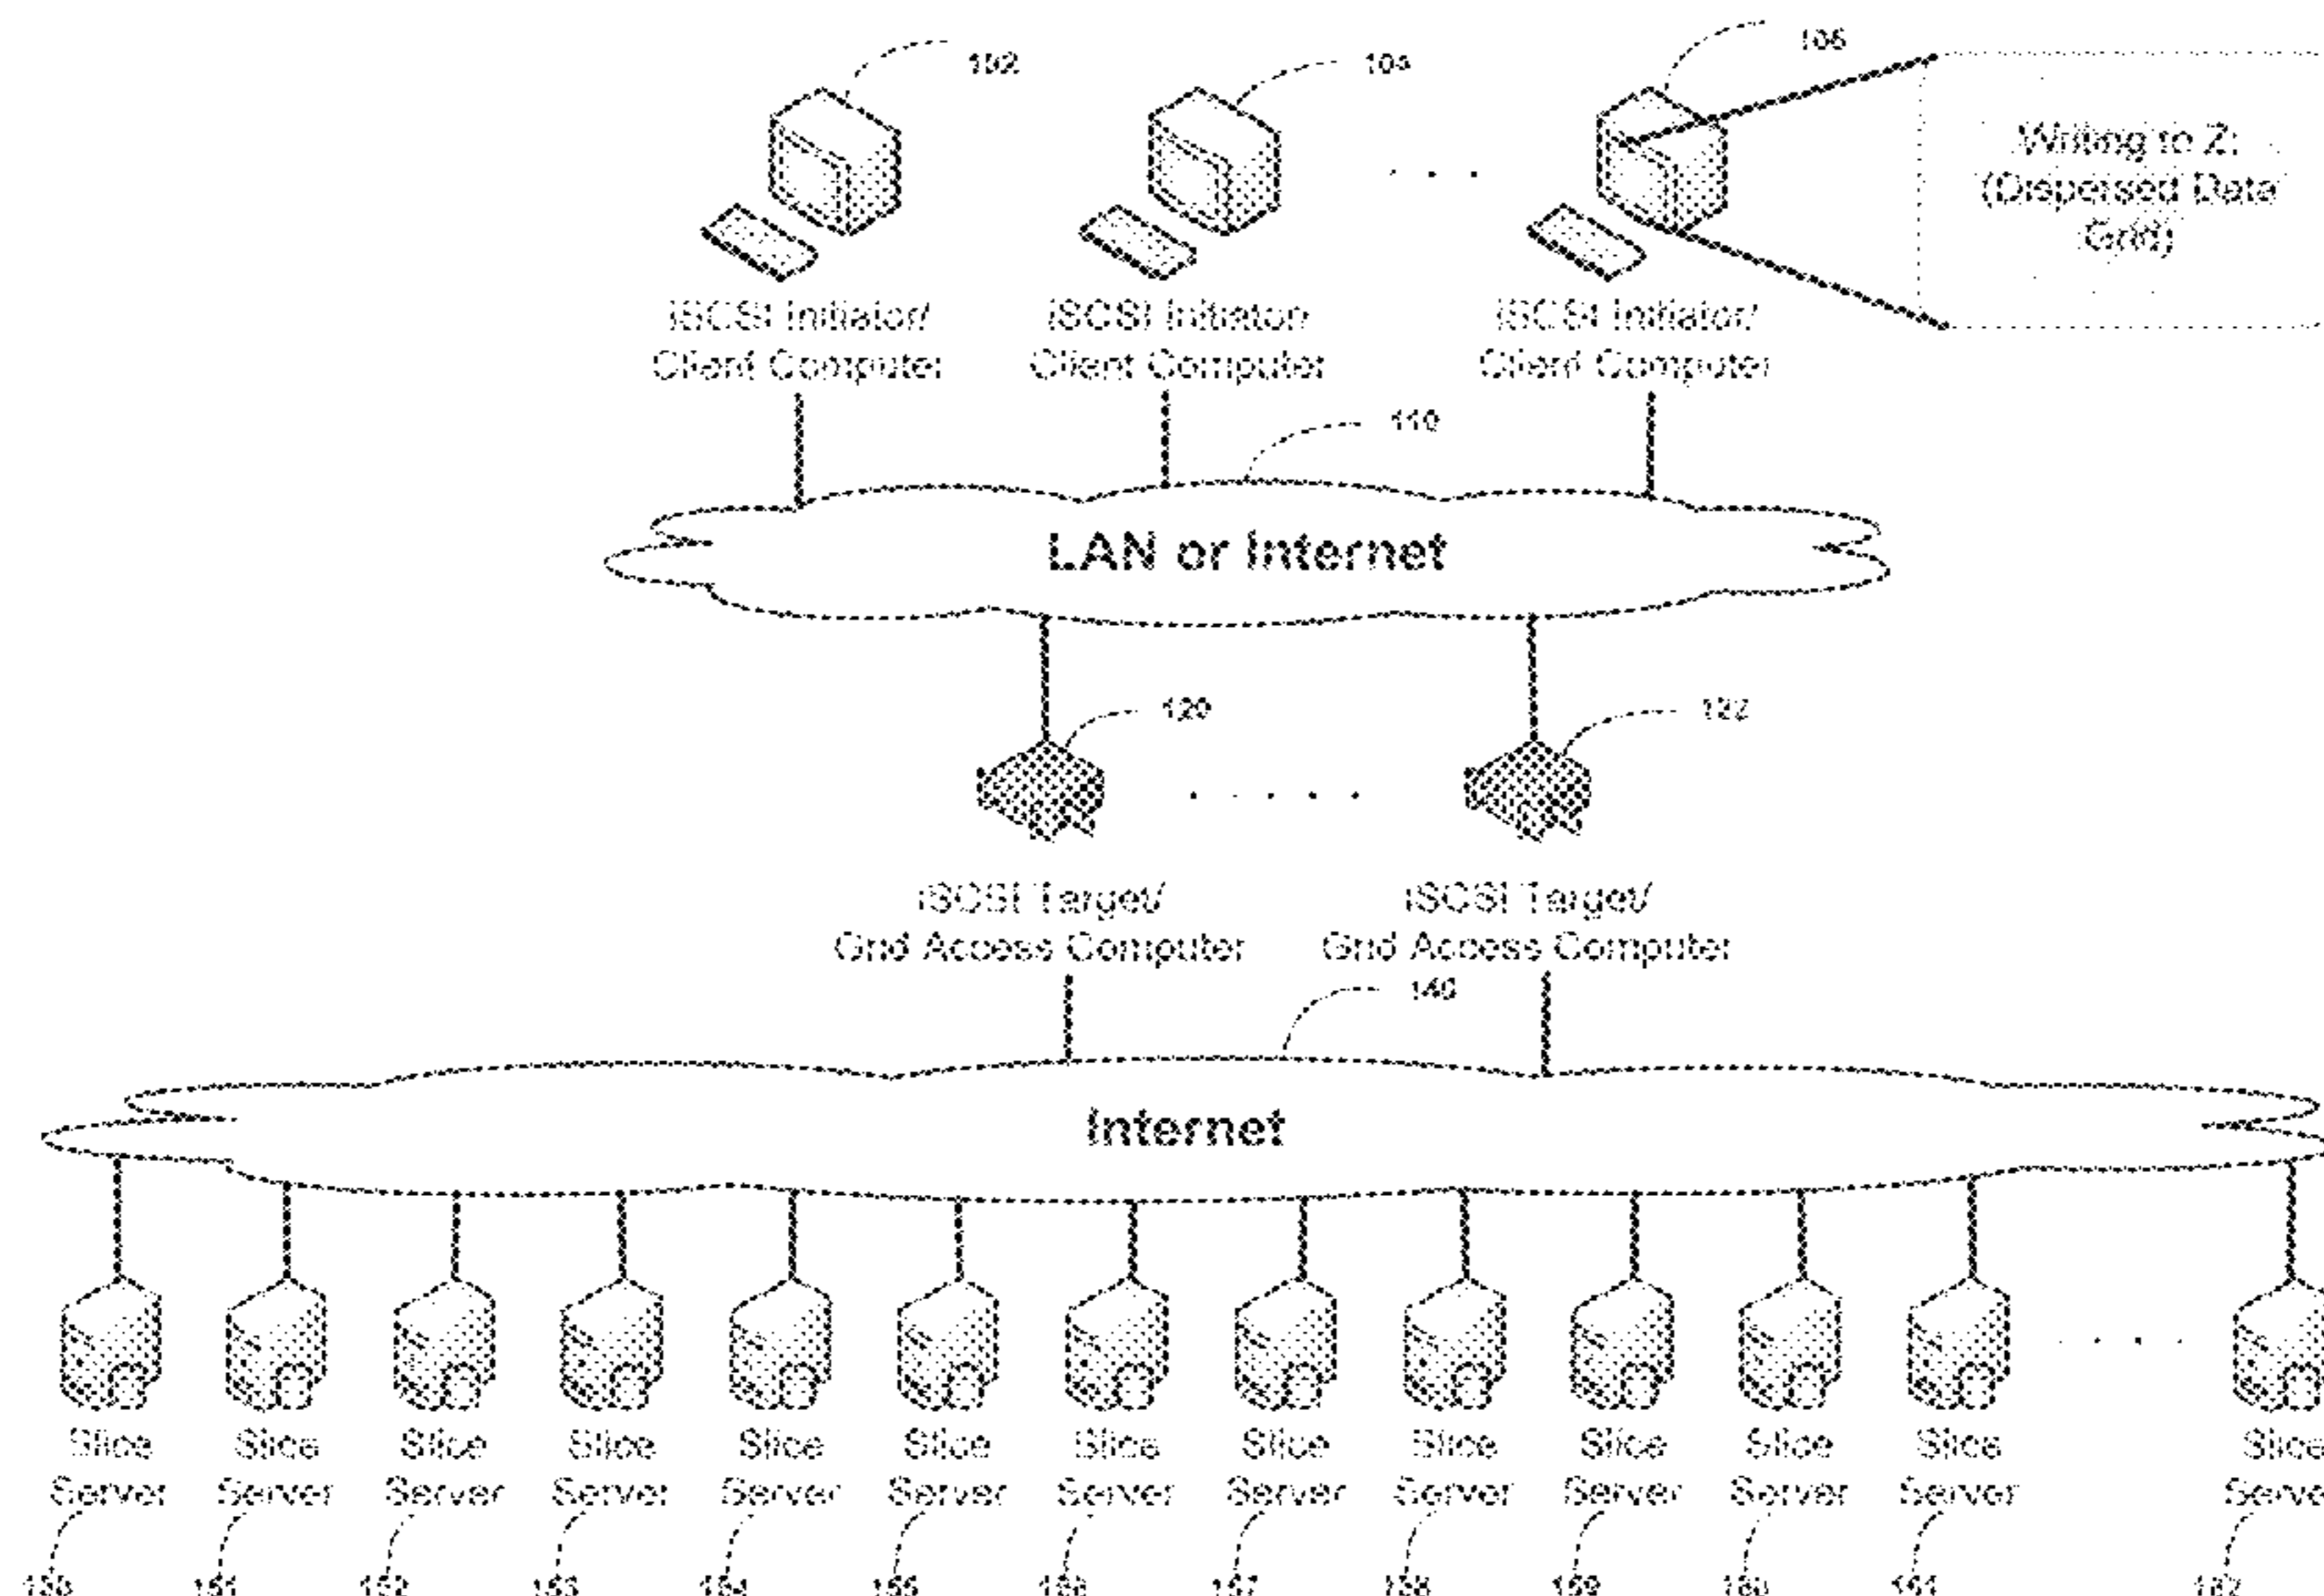 102
104
106
Writing to Z:
(Dispersed Data
Grid)
iSCSI Initiator/
Client Computer
iSCSI Initiator/
Client Computer
iSCSI Initiator/
Client Computer
110
LAN or Internet
120
122
iSCSI Target/
Grid Access Computer
iSCSI Target/
Grid Access Computer
140
Internet
Slice Slice Slice Slice Slice Slice Slice Slice Slice Slice Slice Slice Slice
Server Server Server Server Server Server Server Server Server Server Server Server Serve